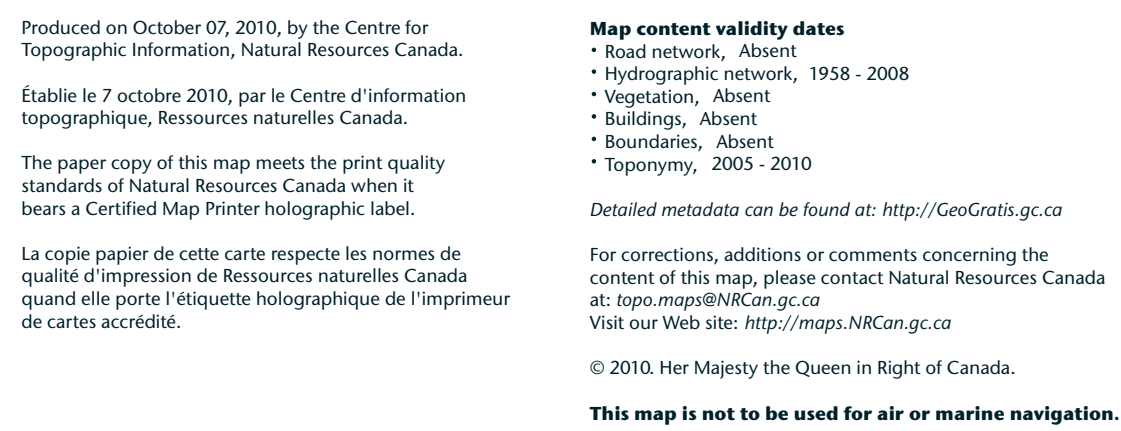 Produced on October 07, 2010, by the Centre for
Topographic Information, Natural Resources Canada.
Établie le 7 octobre 2010, par le Centre d'information
topographique, Ressources naturelles Canada.
The paper copy of this map meets the print quality
standards of Natural Resources Canada when it
bears a Certified Map Printer holographic label.
La copie papier de cette carte respecte les normes de
qualité d'impression de Ressources naturelles Canada
quand elle porte l'étiquette holographique de l'imprimeur
de cartes accrédité.
Map content validity dates
• Road network, Absent
• Hydrographic network, 1958 - 2008
• Vegetation, Absent
• Buildings, Absent
• Boundaries, Absent
• Toponymy, 2005 - 2010
Detailed metadata can be found at: http://GeoGratis.gc.ca
For corrections, additions or comments concerning the
content of this map, please contact Natural Resources Canada
at: topo.maps@NRCan.gc.ca
Visit our Web site: http://maps.NRCan.gc.ca
© 2010. Her Majesty the Queen in Right of Canada.
This map is not to be used for air or marine navigation.